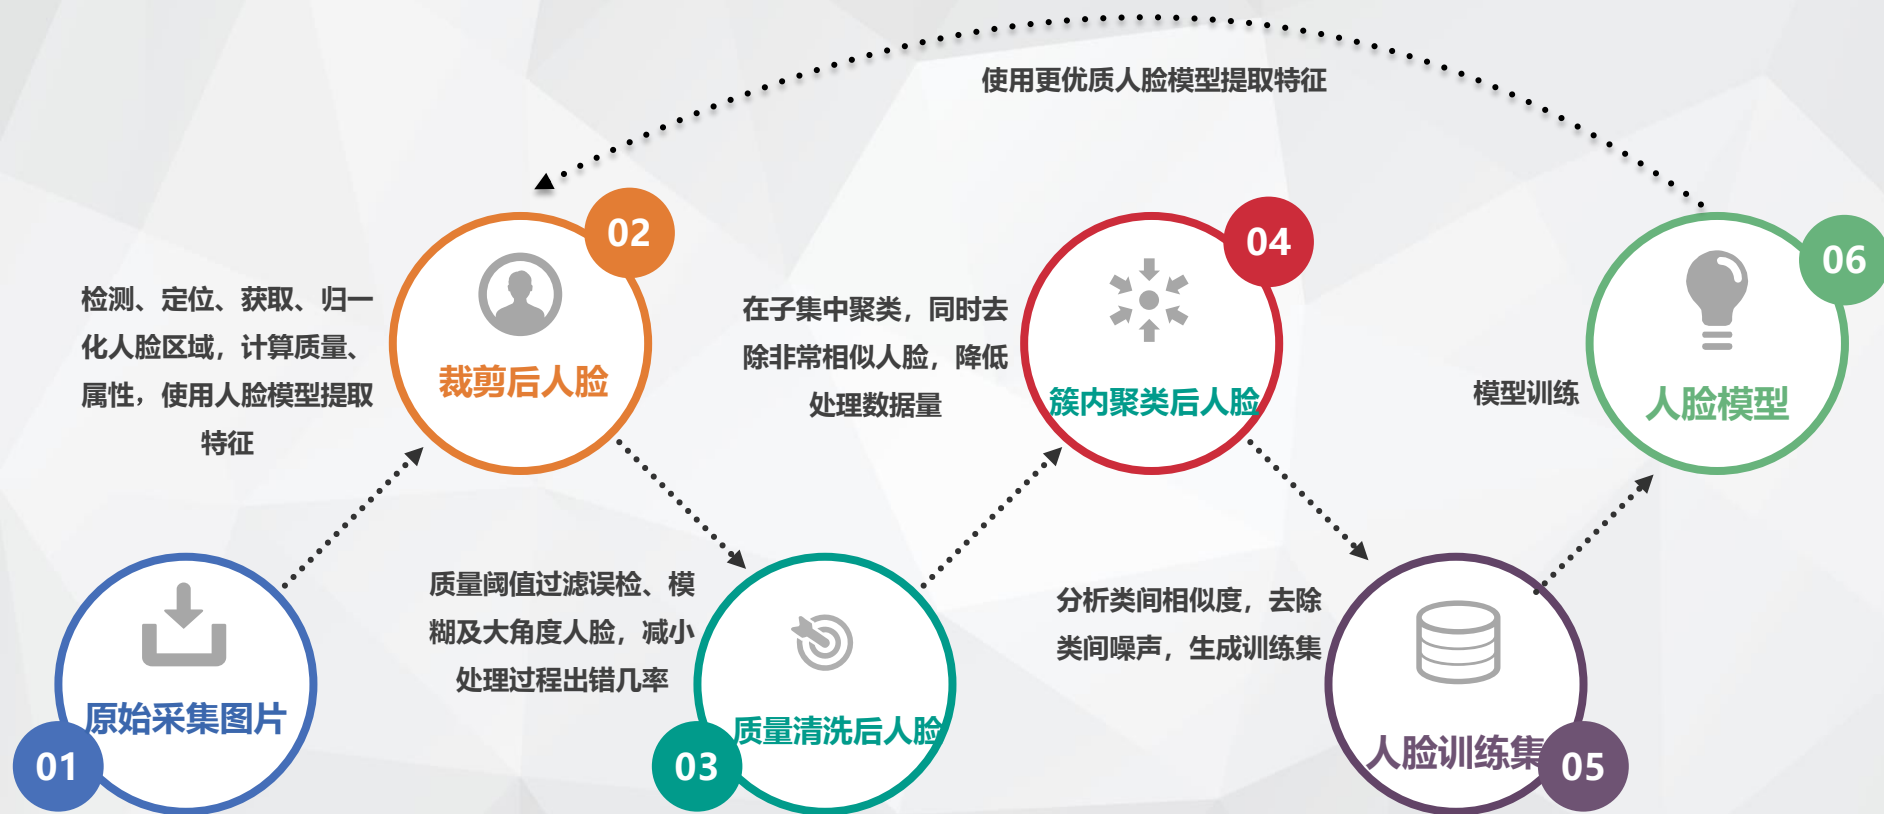 使用更优质人脸模型提取特征
01
原始采集图片
检测、定位、获取、归一
化人脸区域，计算质量、
属性，使用人脸模型提取
特征
02
裁剪后人脸
质量阈值过滤误检、模
糊及大角度人脸，减小
处理过程出错几率
03
质量清洗后人脸
在子集中聚类，同时去
除非常相似人脸，降低
处理数据量
04
簇内聚类后人脸
分析类间相似度，去除
类间噪声，生成训练集
05
人脸训练集
模型训练
06
人脸模型